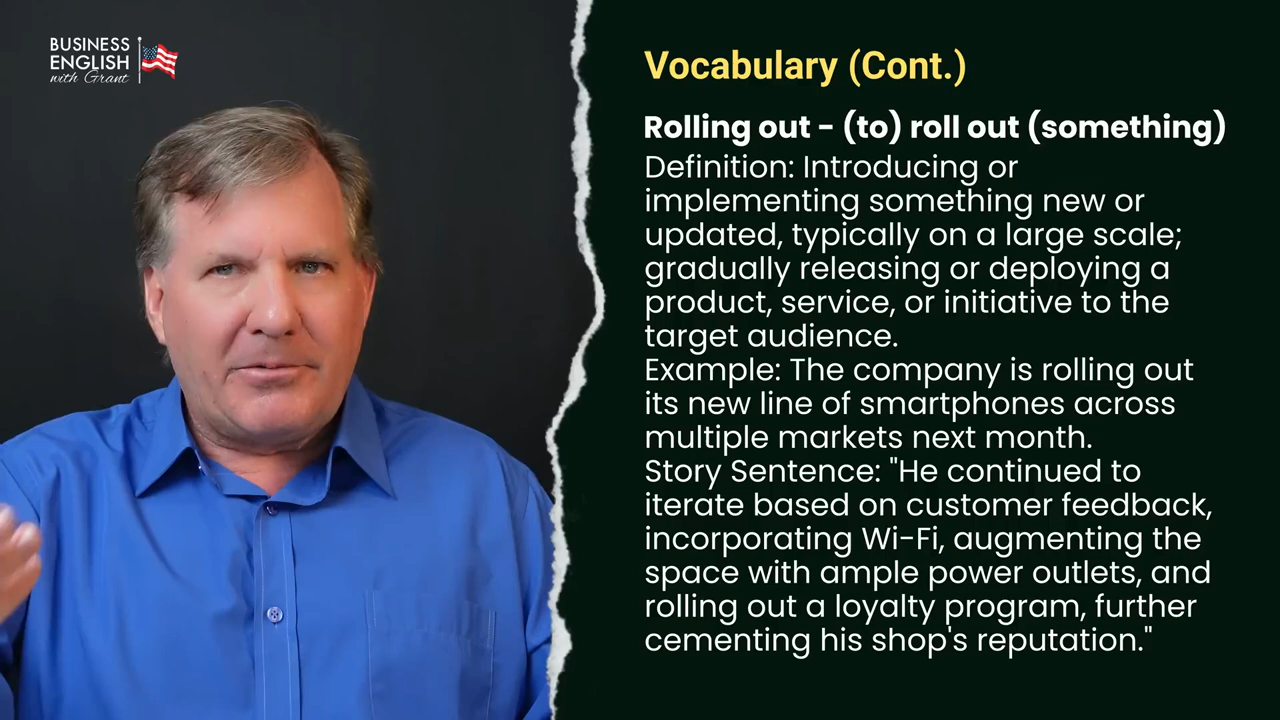 BUSINESS
ENGLISH
with Grant
Vocabulary (Cont.)
Rolling out - (to) roll out (something)
Definition: Introducing or
implementing something new or
updated, typically on a large scale;
gradually releasing or deploying a
product, service, or initiative to the
target audience.
Example: The company is rolling out
its new line of smartphones across
multiple markets next month.
Story Sentence: "He continued to
iterate based on customer feedback,
incorporating Wi-Fi, augmenting the
space with ample power outlets, and
rolling out a loyalty program, further
cementing his shop's reputation."